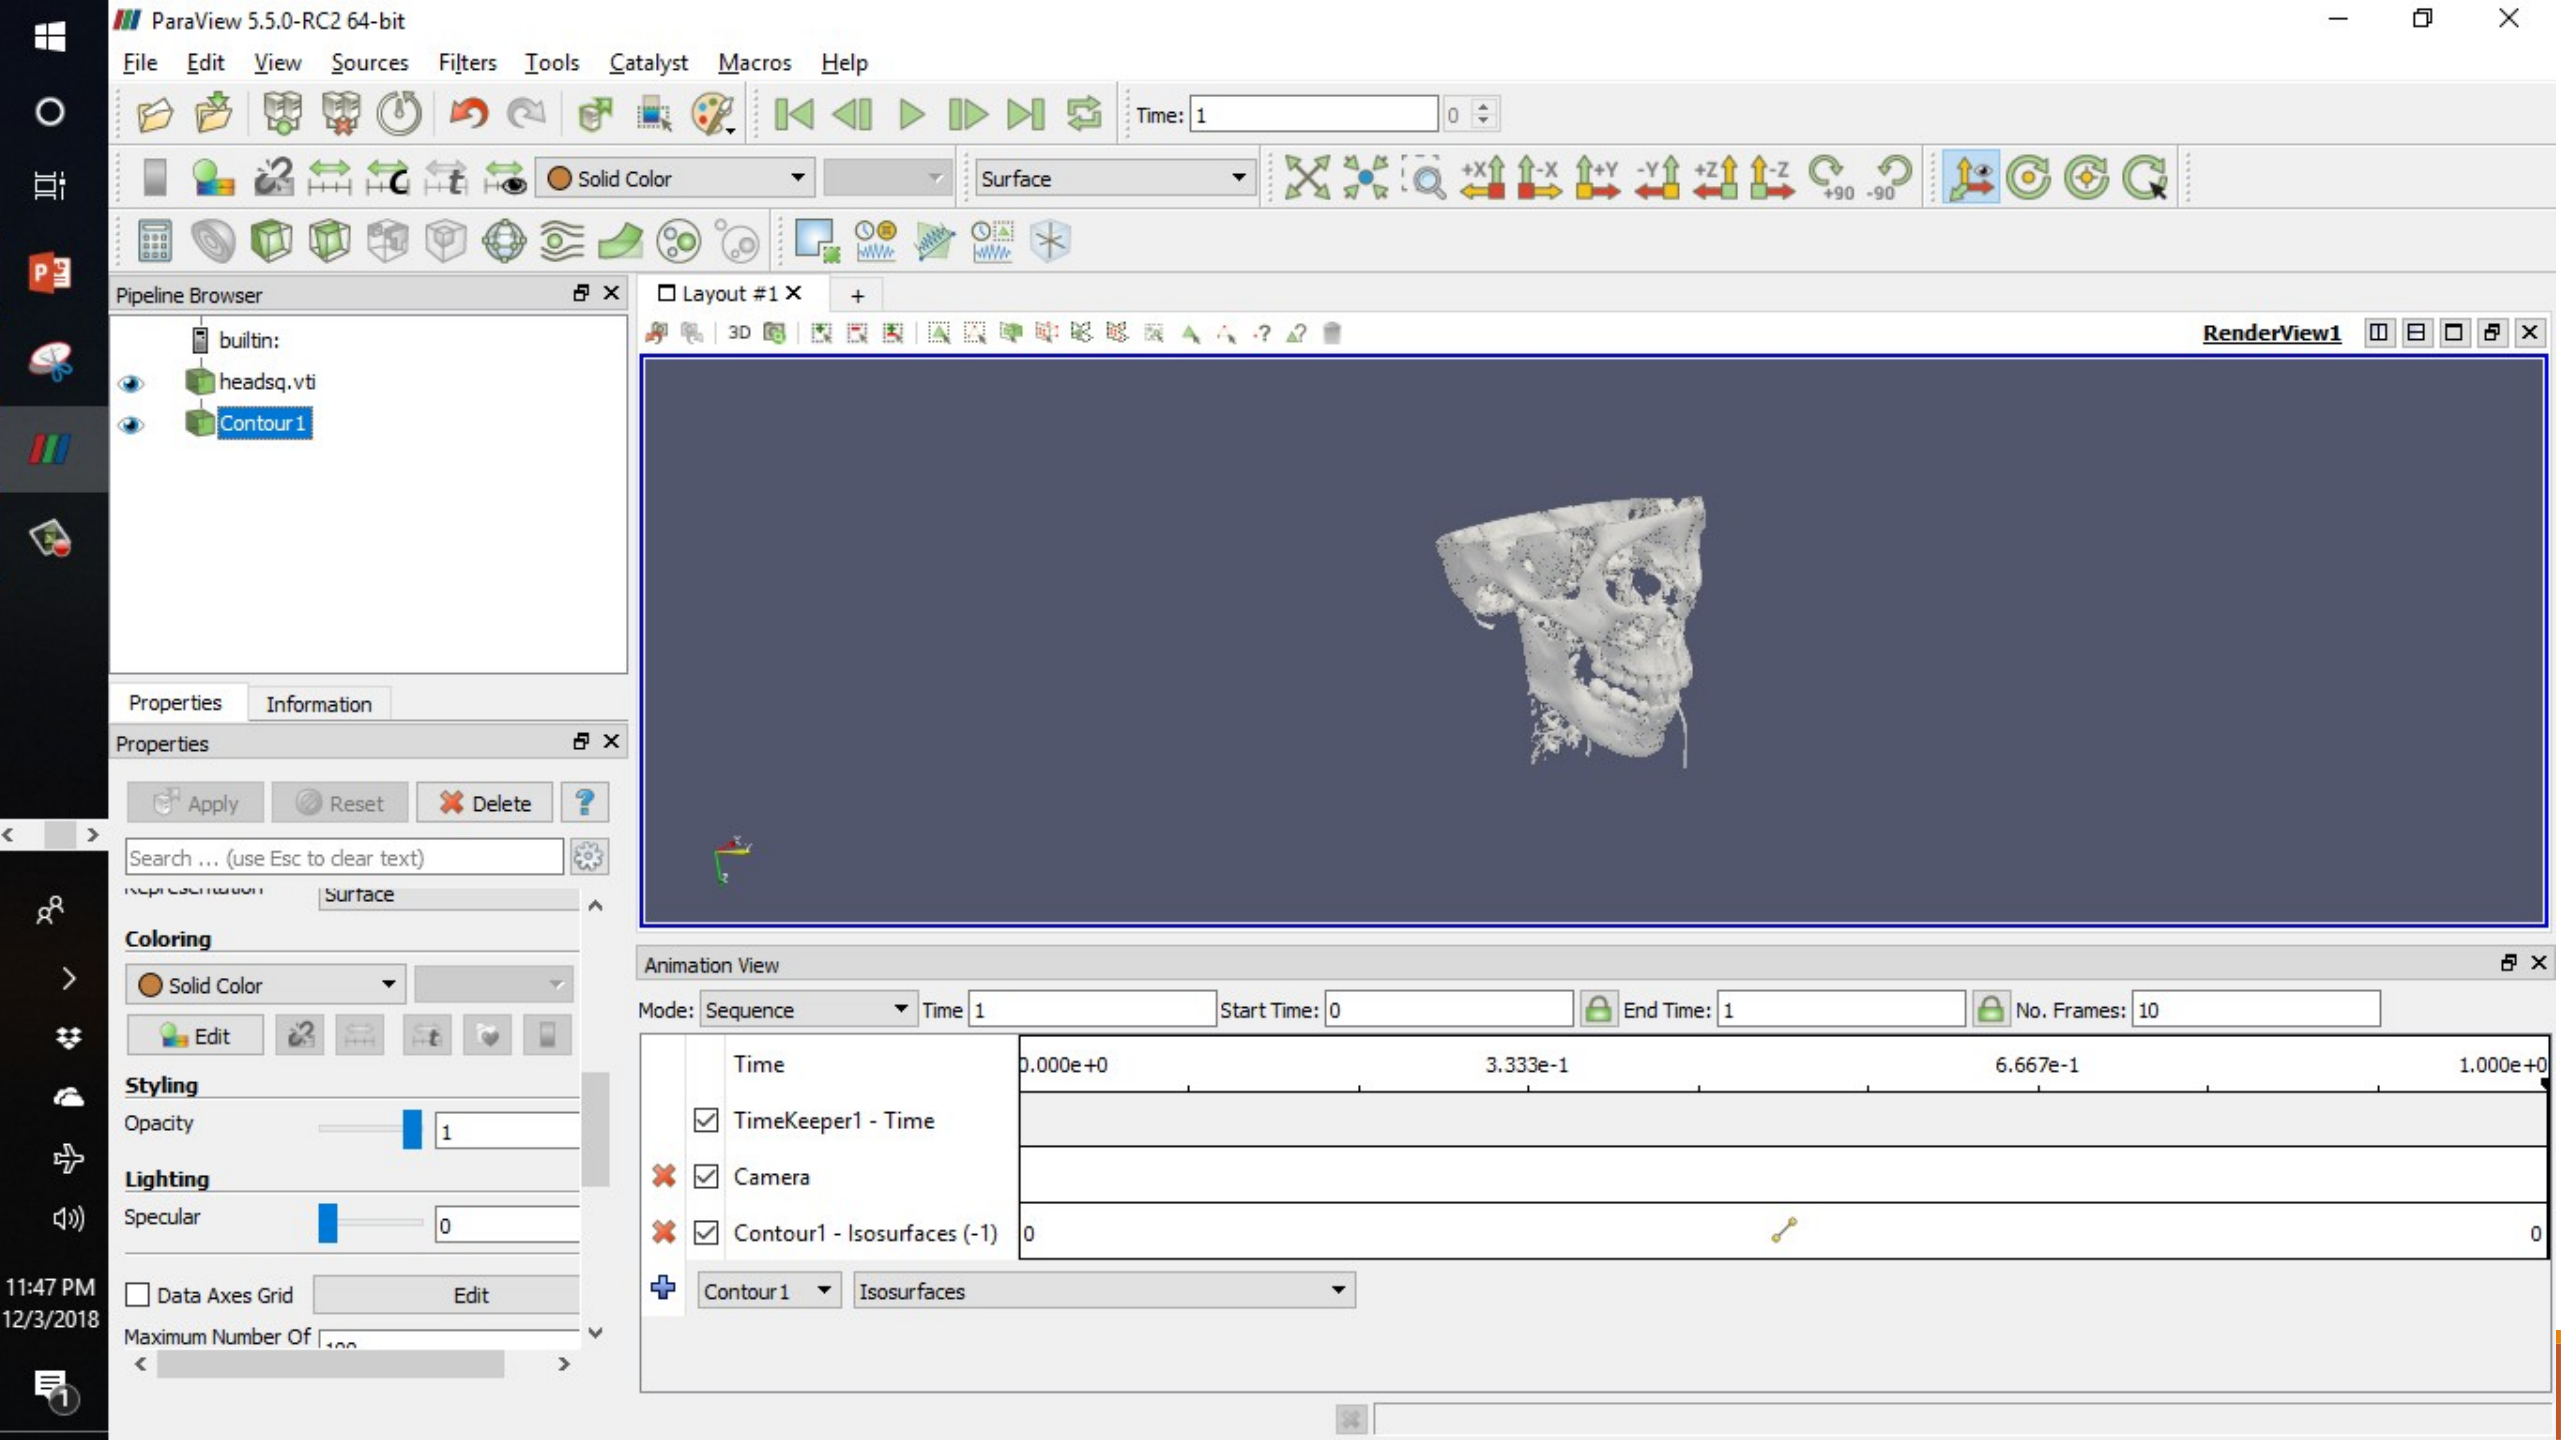 ParaView 5.5.0-RC2 64-bit
File Edit View Sources Filters Tools Catalyst Macros Help
Time: 1 0
Solid Color Surface +X -X +Y -Y +Z -Z +90 -90
Pipeline Browser
Layout #1 +
builtin:
3D
RenderView1
headsq.vti
Contour1
Properties Information
Properties
Apply Reset Delete ?
Search ... (use Esc to clear text)
Representation Surface
Coloring
Solid Color
Edit
Styling
Opacity 1
Lighting
Specular 0
Data Axes Grid Edit
Maximum Number Of 100
Animation View
Mode: Sequence Time 1 Start Time: 0 End Time: 1 No. Frames: 10
Time 0.000e+0 3.333e-1 6.667e-1 1.000e+0
TimeKeeper1 - Time
Camera
Contour1 - Isosurfaces (-1) 0 0
Contour1 Isosurfaces
11:47 PM
12/3/2018
1